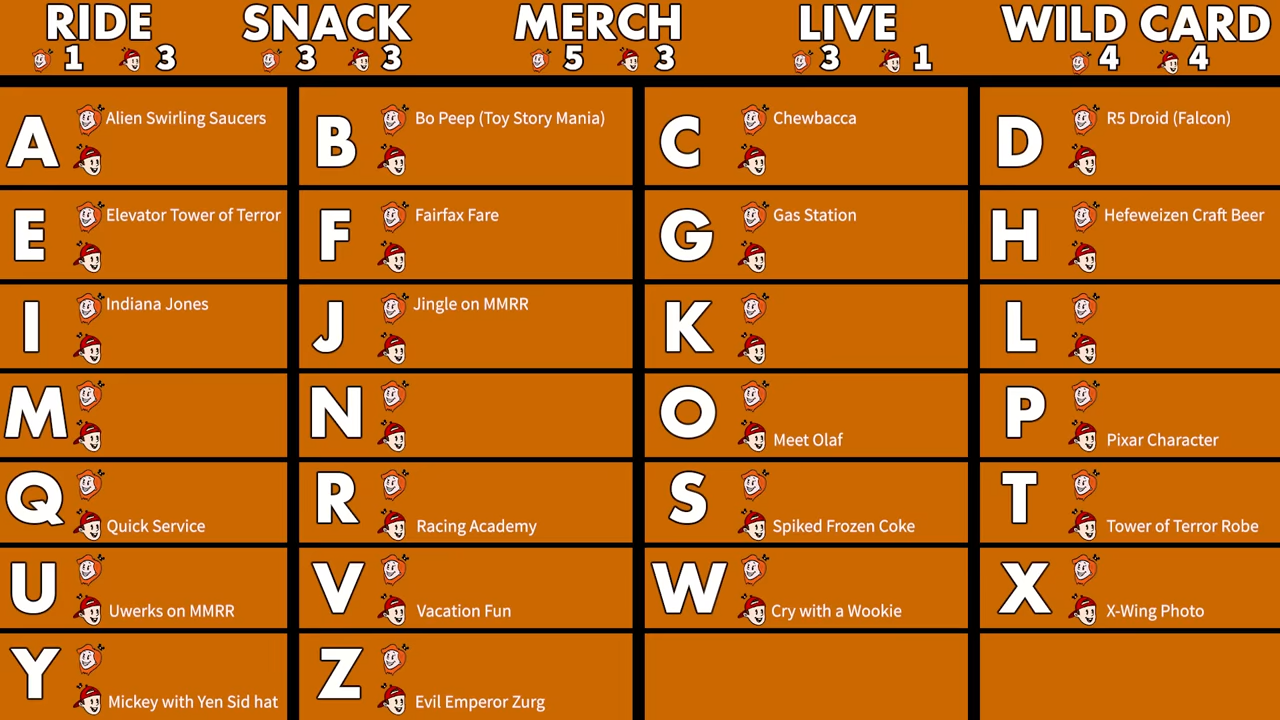 RIDE SNACK MERCH LIVE WILD CARD
1 3 3 3 5 3 3 1 4 4
A Alien Swirling Saucers
B Bo Peep (Toy Story Mania)
C Chewbacca
D R5 Droid (Falcon)
E Elevator Tower of Terror
F Fairfax Fare
G Gas Station
H Hefeweizen Craft Beer
I Indiana Jones
J Jingle on MMRR
K
L
M
N
O Meet Olaf
P Pixar Character
Q Quick Service
R Racing Academy
S Spiked Frozen Coke
T Tower of Terror Robe
U Uwerks on MMRR
V Vacation Fun
W Cry with a Wookie
X X-Wing Photo
Y Mickey with Yen Sid hat
Z Evil Emperor Zurg